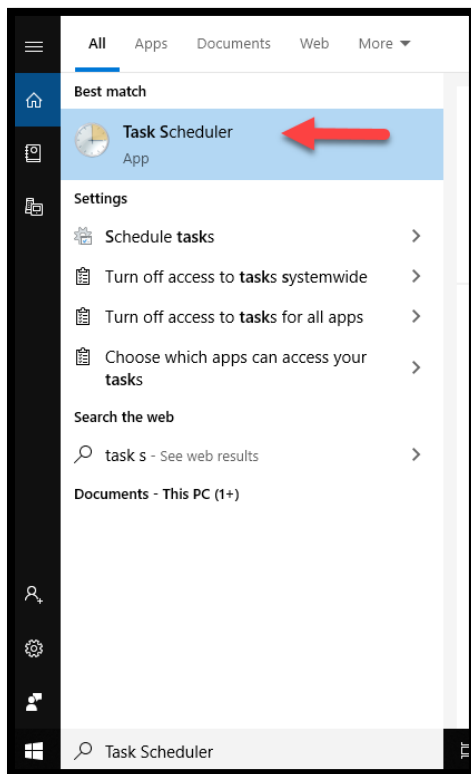 All Apps Documents Web More
Best match
Task Scheduler
App
Settings
Schedule tasks
Turn off access to tasks systemwide
Turn off access to tasks for all apps
Choose which apps can access your
tasks
Search the web
task s - See web results
Documents - This PC (1+)
Task Scheduler